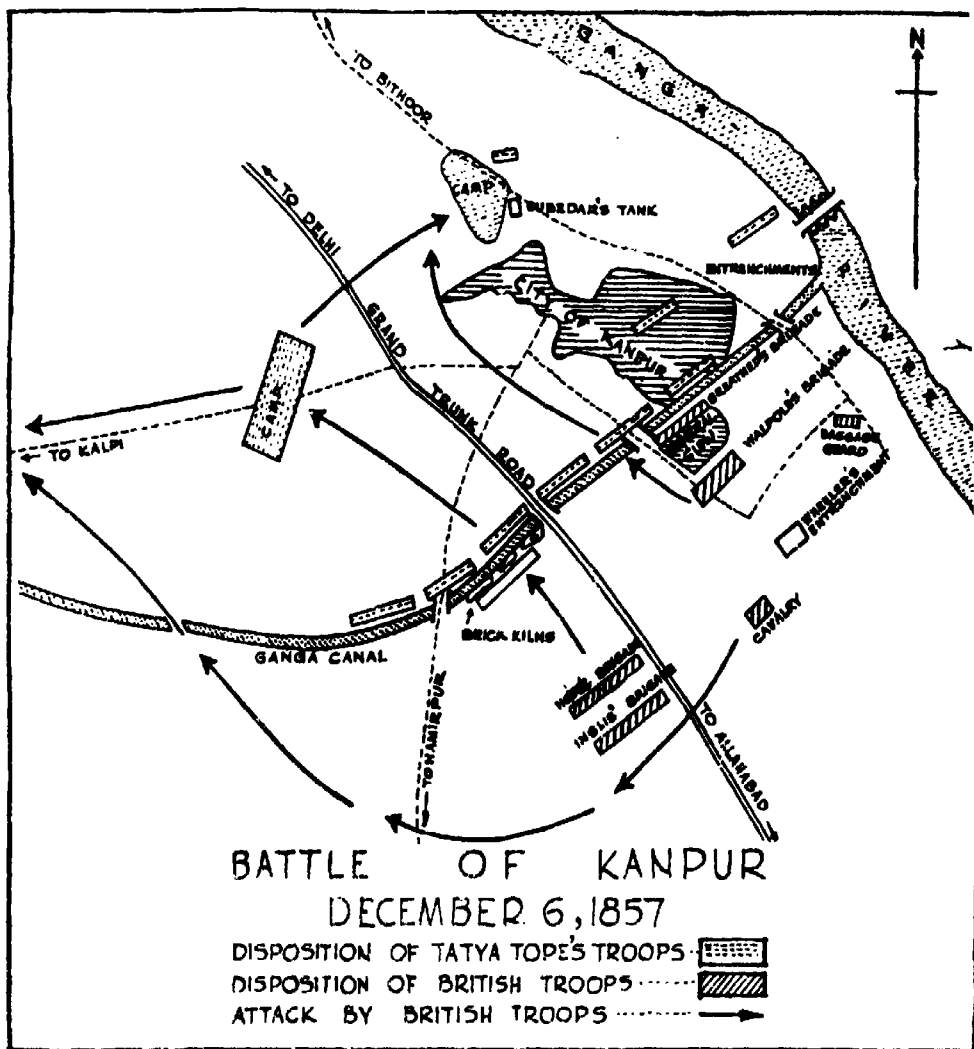 GANGA
N
TO BITHOOR
CAMP
SUBEDAR'S TANK
TO DELHI
ENTRENCHMENTS
CITY OF KANPUR
GRAND TRUNK ROAD
GREATHED'S BRIGADE
WALPOLE'S BRIGADE
BAGGAGE GUARD
WHEELER'S ENTRENCHMENT
TO KALPI
CAVALRY
BRICK KILNS
GANGA CANAL
HOPE'S BRIGADE
INGLIS' BRIGADE
TO HAMIRPUR
TO ALLAHABAD
BATTLE OF KANPUR
DECEMBER 6, 1857
DISPOSITION OF TATYA TOPE'S TROOPS
DISPOSITION OF BRITISH TROOPS
ATTACK BY BRITISH TROOPS